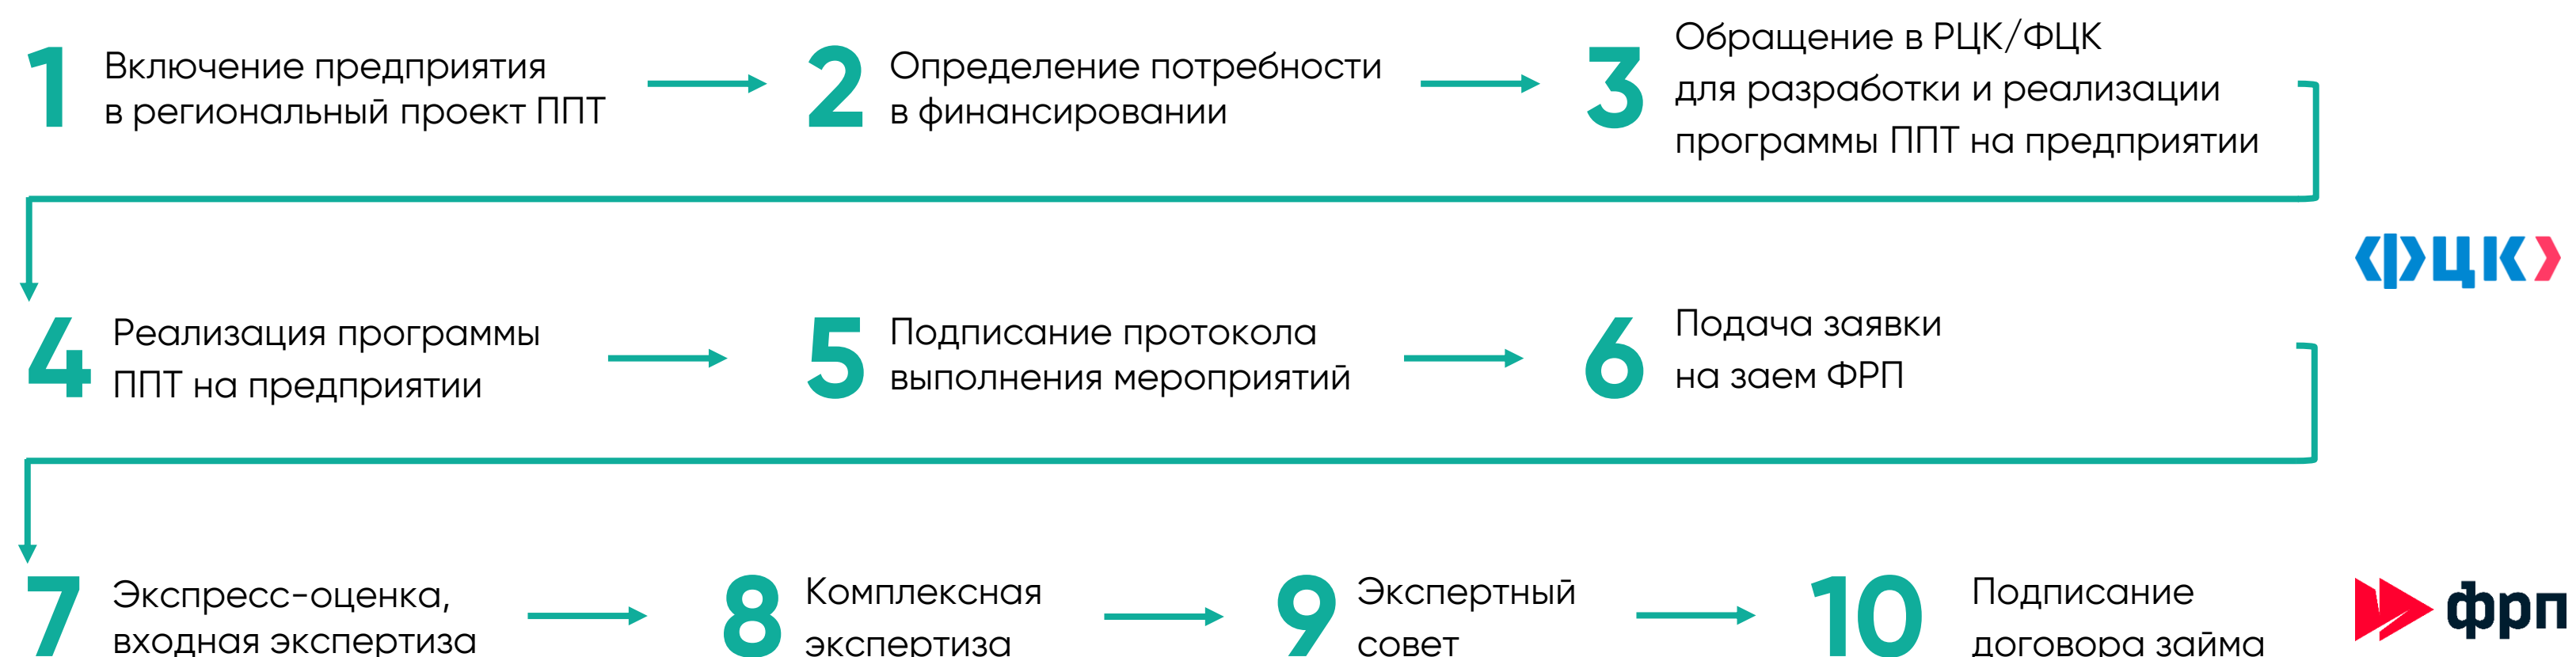 1
Включение предприятия
в региональный проект ППТ
2
Определение потребности
в финансировании
3
Обращение в РЦК/ФЦК
для разработки и реализации
программы ППТ на предприятии
ФЦК
4
Реализация программы
ППТ на предприятии
5
Подписание протокола
выполнения мероприятий
6
Подача заявки
на заем ФРП
7
Экспресс-оценка,
входная экспертиза
8
Комплексная
экспертиза
9
Экспертный
совет
10
Подписание
договора займа
фрп